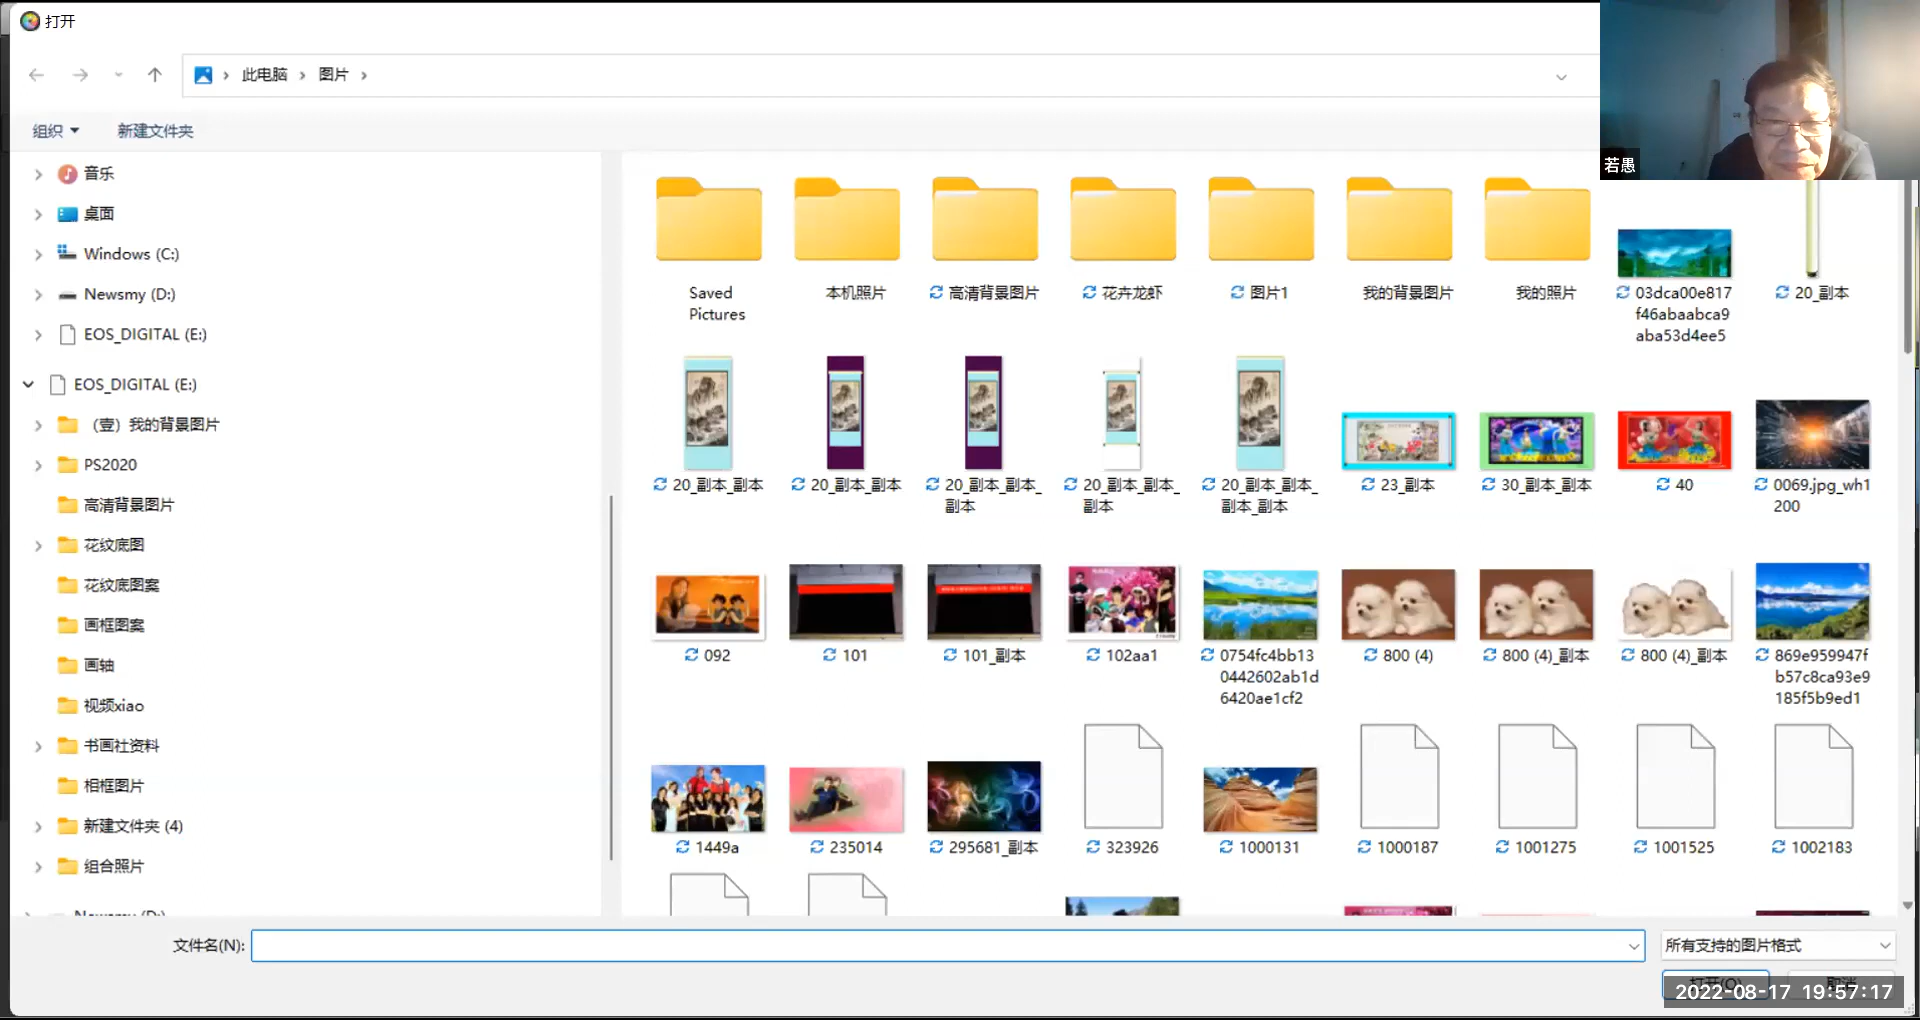 打开
此电脑 › 图片 ›
组织 新建文件夹
若愚
音乐
桌面
Windows (C:)
Newsmy (D:)
EOS_DIGITAL (E:)
EOS_DIGITAL (E:)
（壹）我的背景图片
PS2020
高清背景图片
花纹底图
花纹底图案
画框图案
画轴
视频xiao
书画社资料
相框图片
新建文件夹 (4)
组合照片
Newsmy (D:)
Saved
Pictures
本机照片
高清背景图片
花卉龙虾
图片1
我的背景图片
我的照片
03dca00e817
f46abaabca9
aba53d4ee5
20_副本
20_副本_副本
20_副本_副本
20_副本_副本_
副本
20_副本_副本_
副本
20_副本_副本_
副本_副本
23_副本
30_副本_副本
40
0069.jpg_wh1
200
092
101
101_副本
102aa1
0754fc4bb13
0442602ab1d
6420ae1cf2
800 (4)
800 (4)_副本
800 (4)_副本
869e959947f
b57c8ca93e9
185f5b9ed1
1449a
235014
295681_副本
323926
1000131
1000187
1001275
1001525
1002183
文件名(N):
所有支持的图片格式
打开(O) 取消
2022-08-17 19:57:17